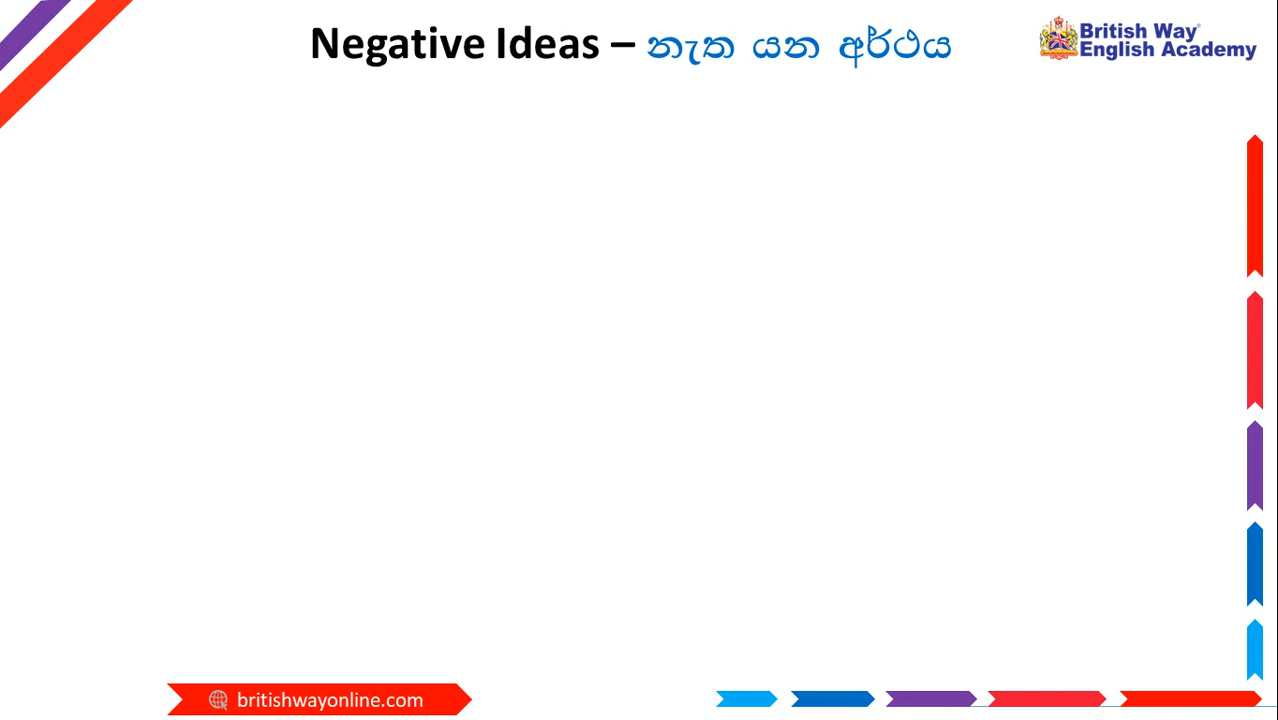 Negative Ideas – නැත යන අර්ථය
British Way
English Academy
britishwayonline.com